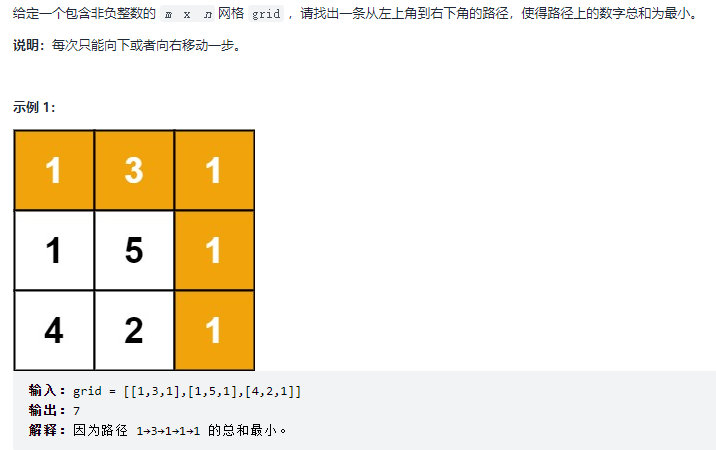 给定一个包含非负整数的 m x n 网格 grid ，请找出一条从左上角到右下角的路径，使得路径上的数字总和为最小。
说明：每次只能向下或者向右移动一步。
示例 1：
1 3 1
1 5 1
4 2 1
输入：grid = [[1,3,1],[1,5,1],[4,2,1]]
输出：7
解释：因为路径 1→3→1→1→1 的总和最小。